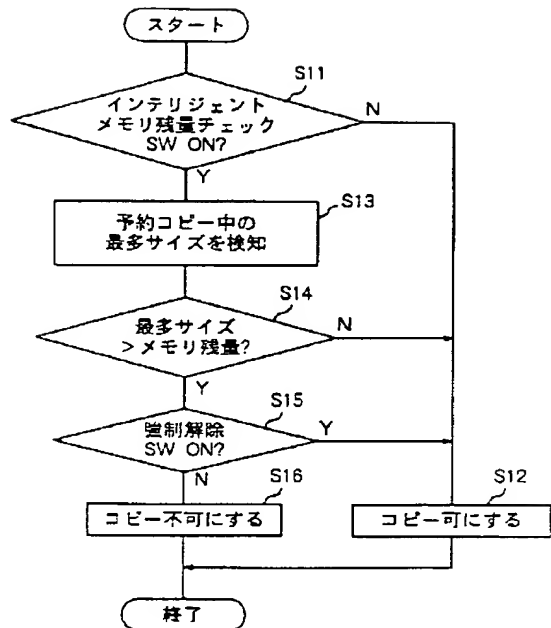 スタート
S11
インテリジェント
メモリ残量チェック
SW ON?
N
Y
S13
予約コピー中の
最多サイズを検知
S14
最多サイズ
>メモリ残量?
N
Y
S15
強制解除
SW ON?
Y
N
S16
コピー不可にする
S12
コピー可にする
終了